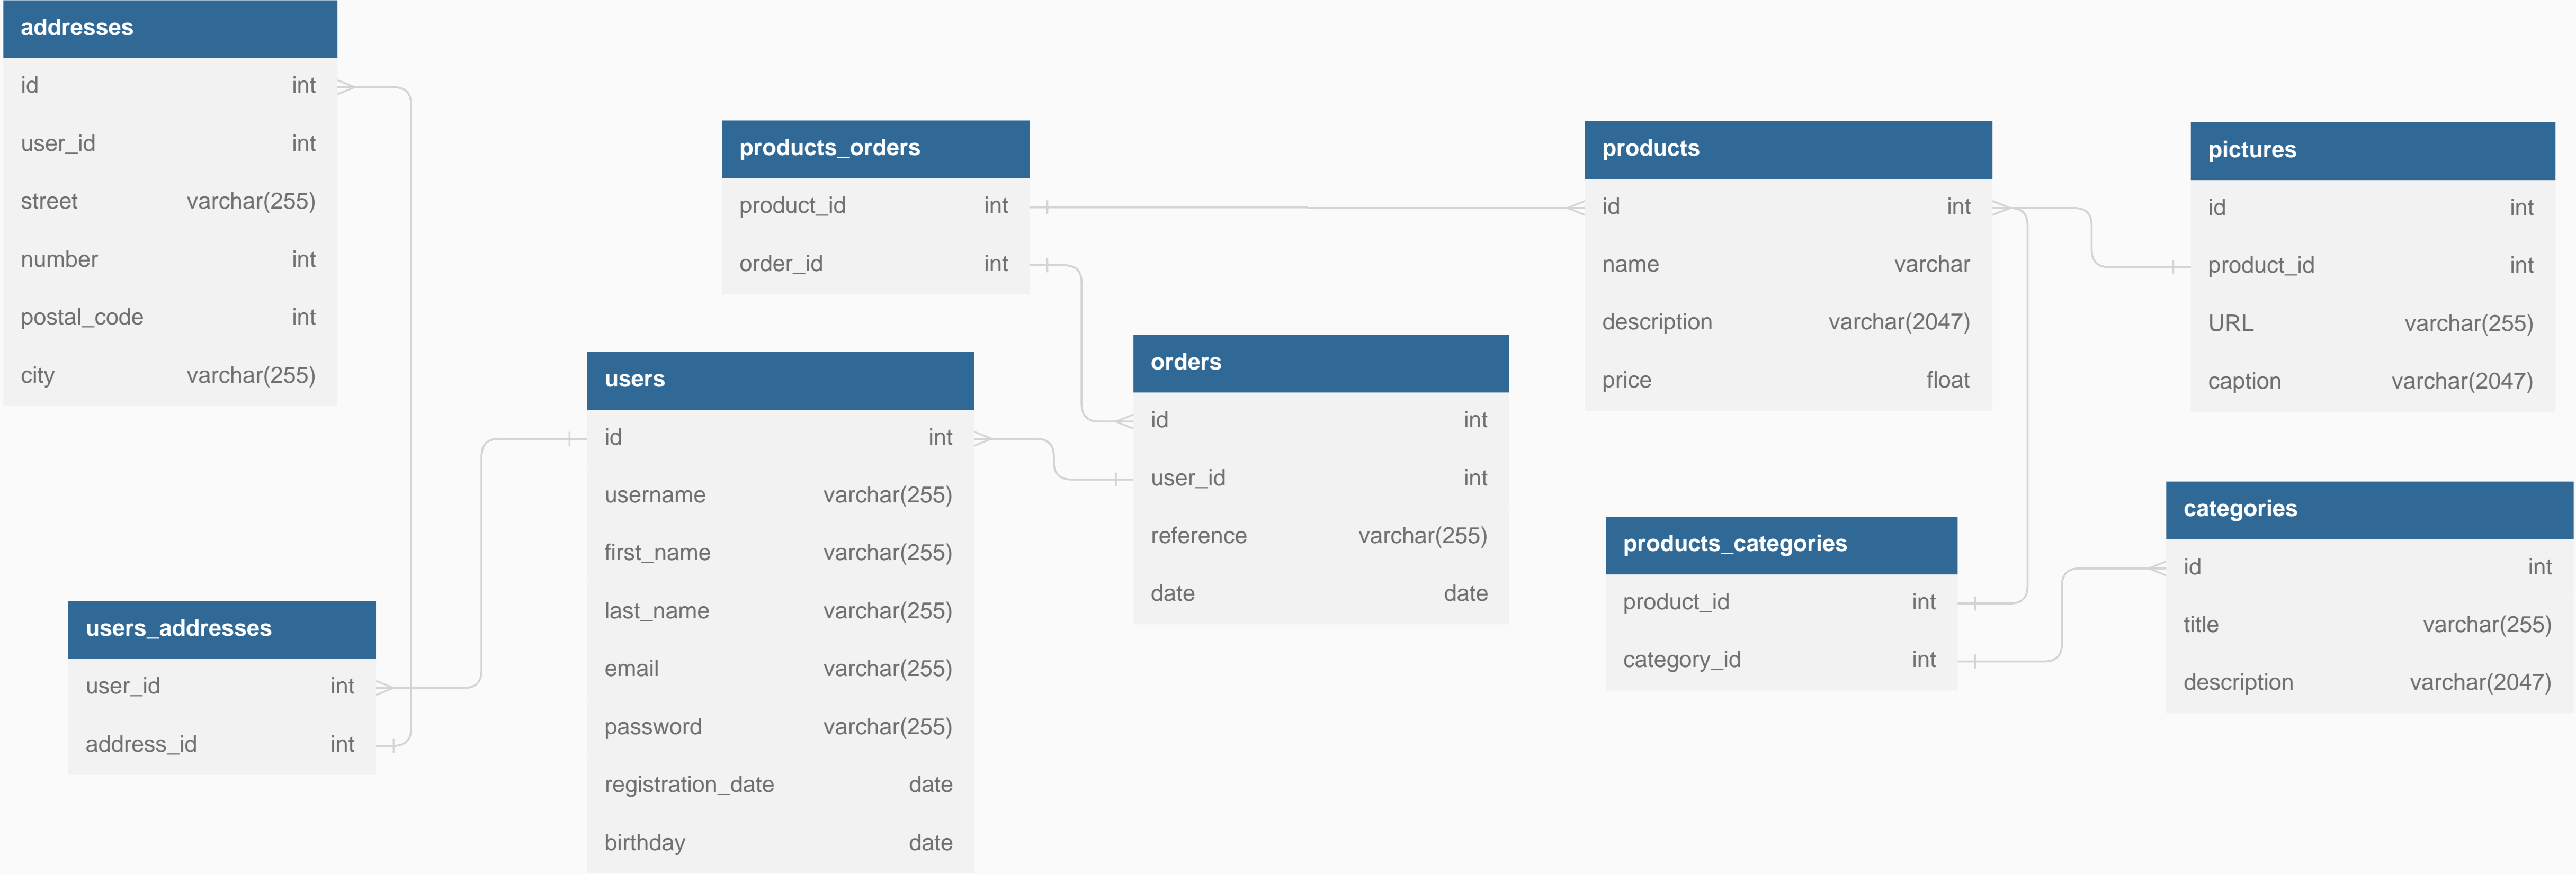 addresses
id int
user_id int
street varchar(255)
number int
postal_code int
city varchar(255)
users_addresses
user_id int
address_id int
products_orders
product_id int
order_id int
users
id int
username varchar(255)
first_name varchar(255)
last_name varchar(255)
email varchar(255)
password varchar(255)
registration_date date
birthday date
orders
id int
user_id int
reference varchar(255)
date date
products
id int
name varchar
description varchar(2047)
price float
products_categories
product_id int
category_id int
pictures
id int
product_id int
URL varchar(255)
caption varchar(2047)
categories
id int
title varchar(255)
description varchar(2047)